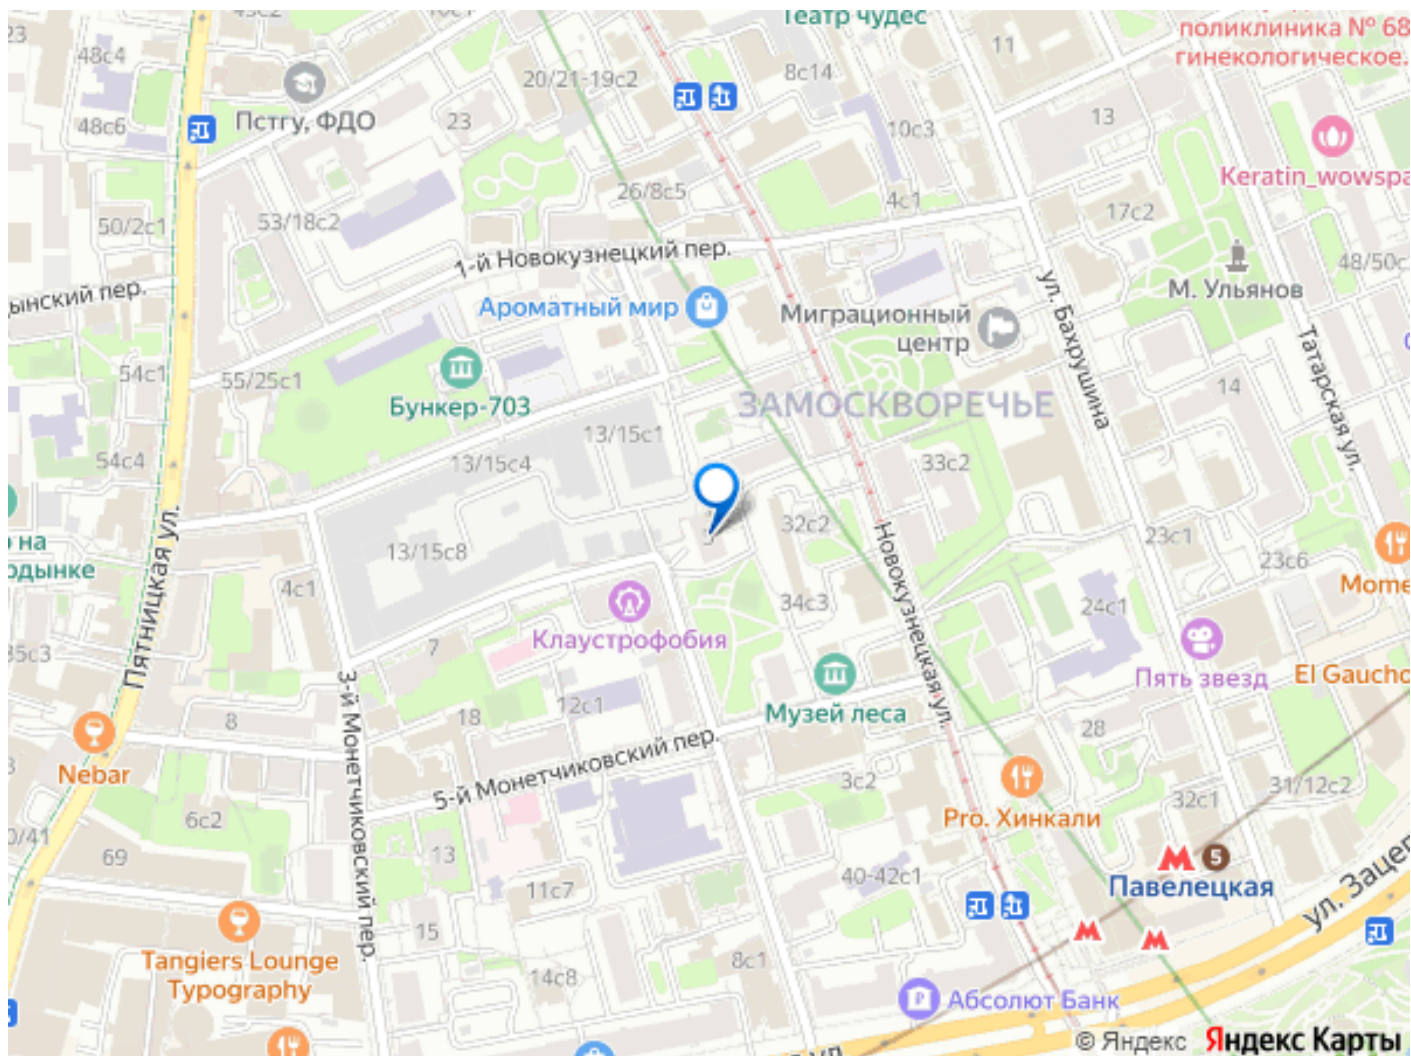 Театр чудес
поликлиника № 68
гинекологическое.
48с4
20/21-19с2
8с14
11
Пстгу, ФДО
23
48с6
10с3
13
Keratin_wowspa
26/8с5
4с1
17с2
50/2с1
53/18с2
1-й Новокузнецкий пер.
ынский пер.
М. Ульянов
48/50с
ул. Бахрушина
Ароматный мир
Миграционный
центр
Татарская ул.
54с1
55/25с1
Бункер-703
ЗАМОСКВОРЕЧЬЕ
14
13/15с1
54с4
13/15с4
33с2
Пятницкая ул.
32с2
Новокузнецкая ул.
23с1
23с6
на
одынке
13/15с8
4с1
34с3
24с1
Mome
Клаустрофобия
7
35с3
3-й Монетчиковский пер.
Пять звезд
El Gaucho
12с1
18
8
Музей леса
28
5-й Монетчиковский пер.
Nebar
3с2
31/12с2
32с1
6с2
Pro. Хинкали
0/41
69
13
5
Павелецкая
40-42с1
11с7
ул. Зацеп
15
Tangiers Lounge
Typography
14с8
8с1
Абсолют Банк
© Яндекс Яндекс Карты